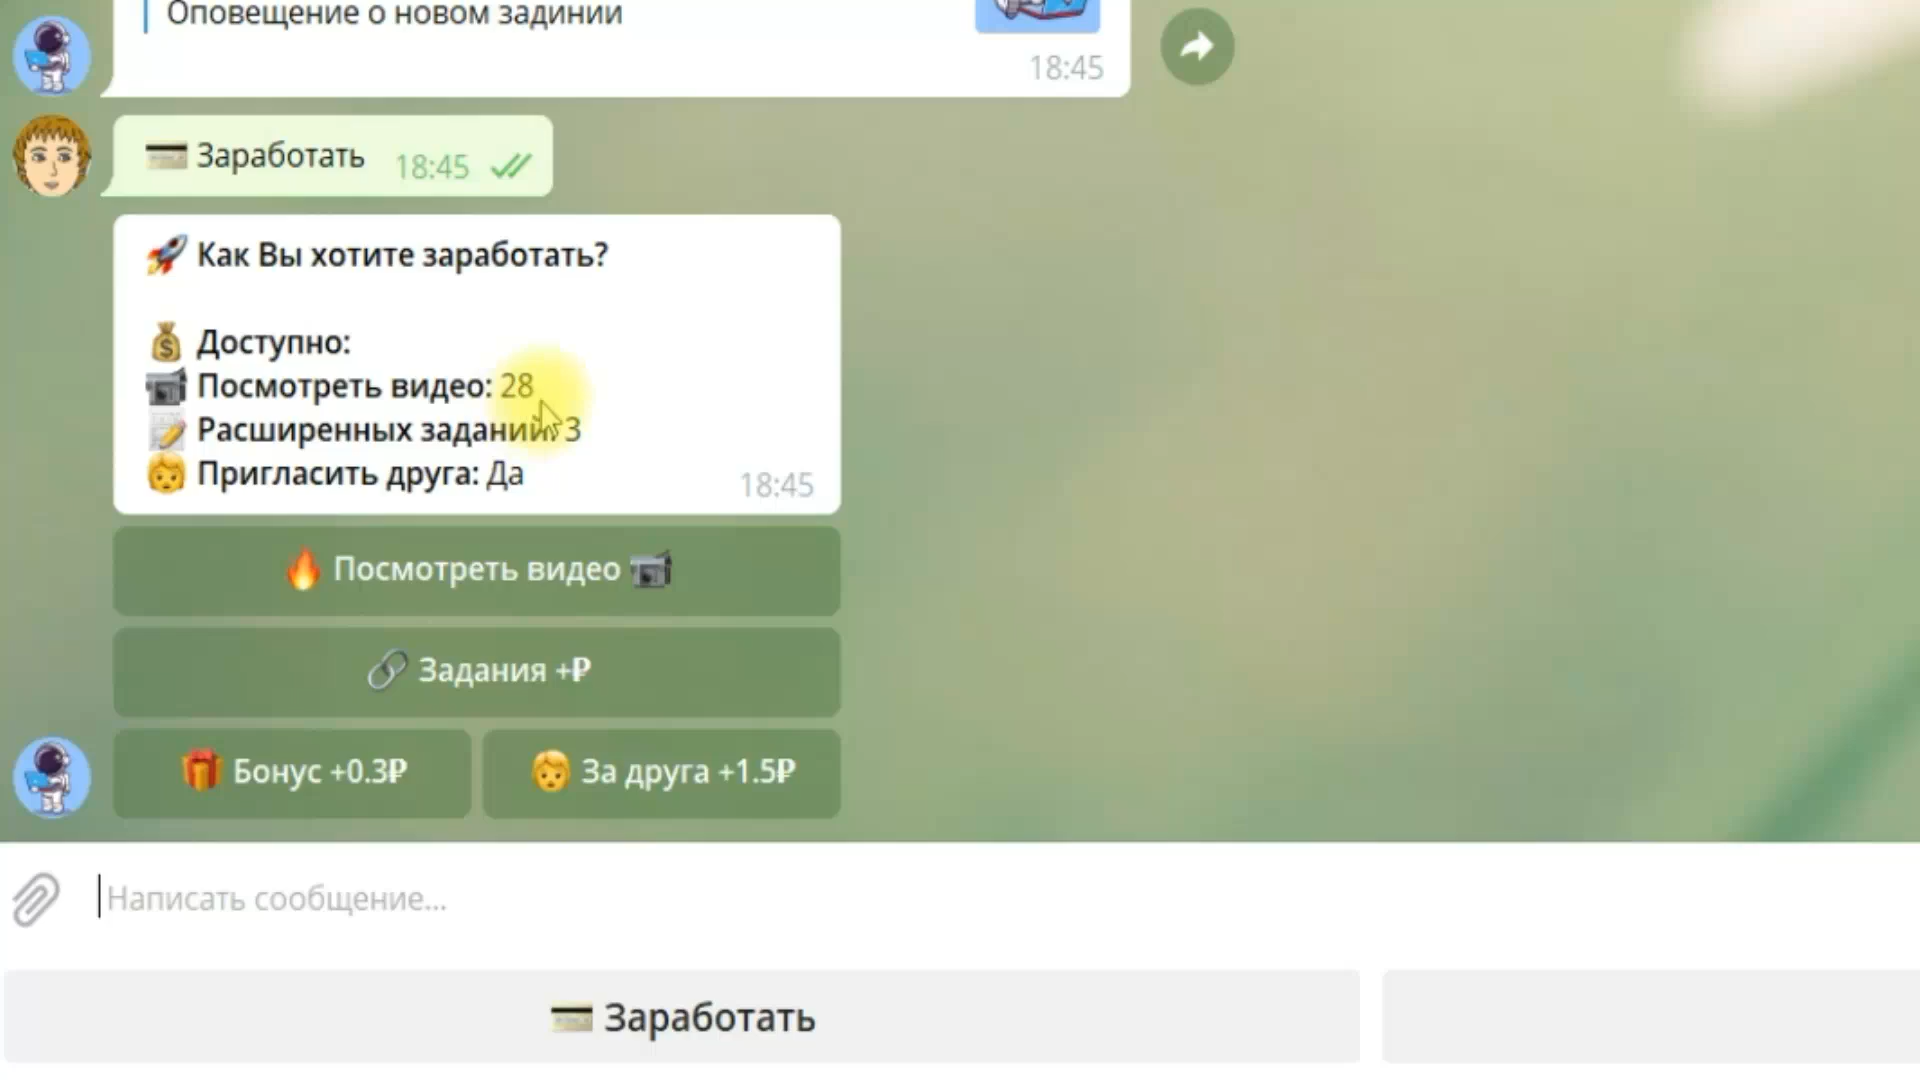 Оповещение о новом задинии
18:45
Заработать 18:45
Как Вы хотите заработать?
Доступно:
Посмотреть видео: 28
Расширенных заданий: 3
Пригласить друга: Да
18:45
Посмотреть видео
Задания +₽
Бонус +0.3₽
За друга +1.5₽
Написать сообщение...
Заработать